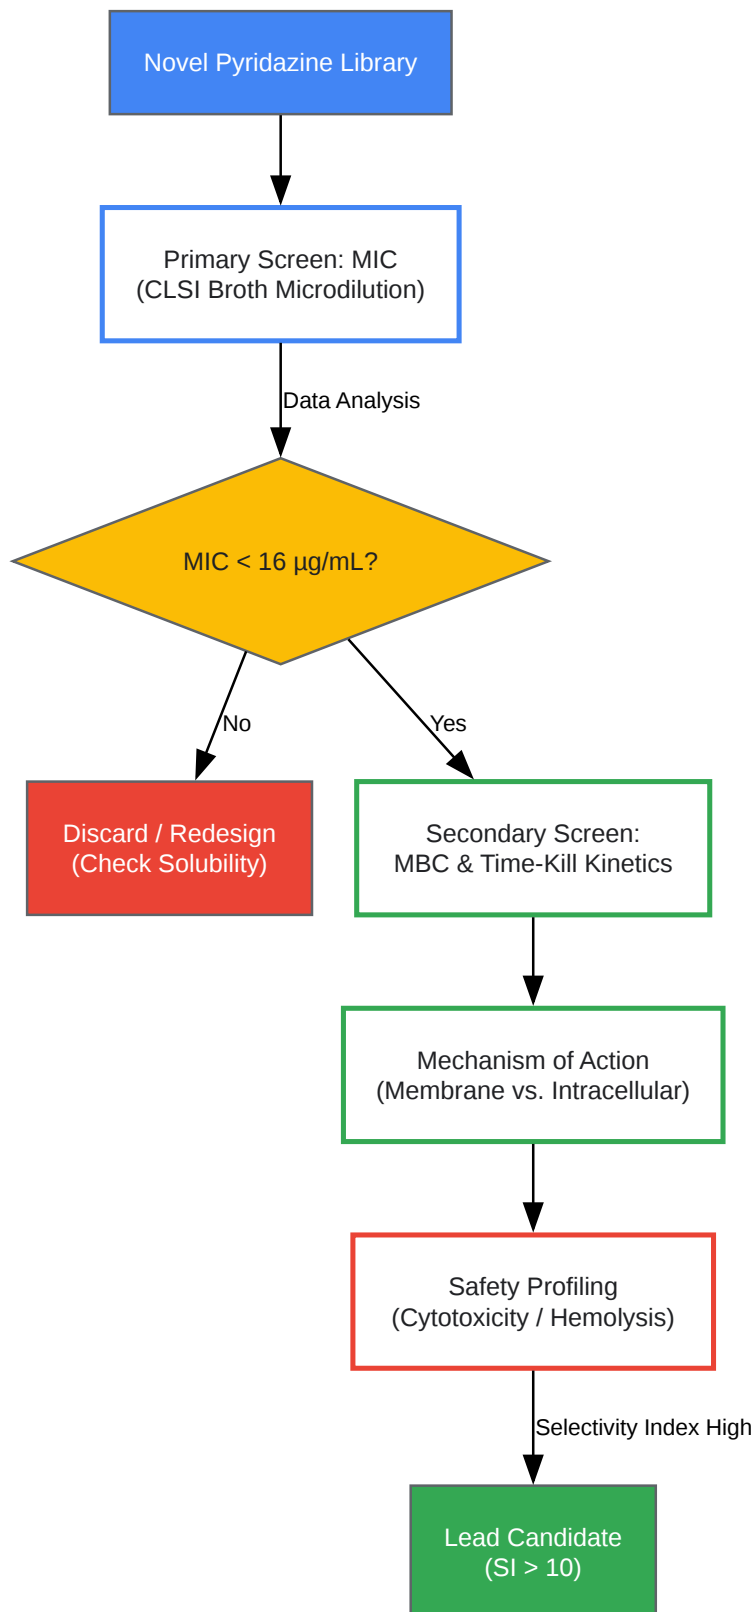 Novel Pyridazine Library
Primary Screen: MIC
(CLSI Broth Microdilution)
Data Analysis
MIC < 16 µg/mL?
No
Yes
Discard / Redesign
(Check Solubility)
Secondary Screen:
MBC & Time-Kill Kinetics
Mechanism of Action
(Membrane vs. Intracellular)
Safety Profiling
(Cytotoxicity / Hemolysis)
Selectivity Index High
Lead Candidate
(SI > 10)